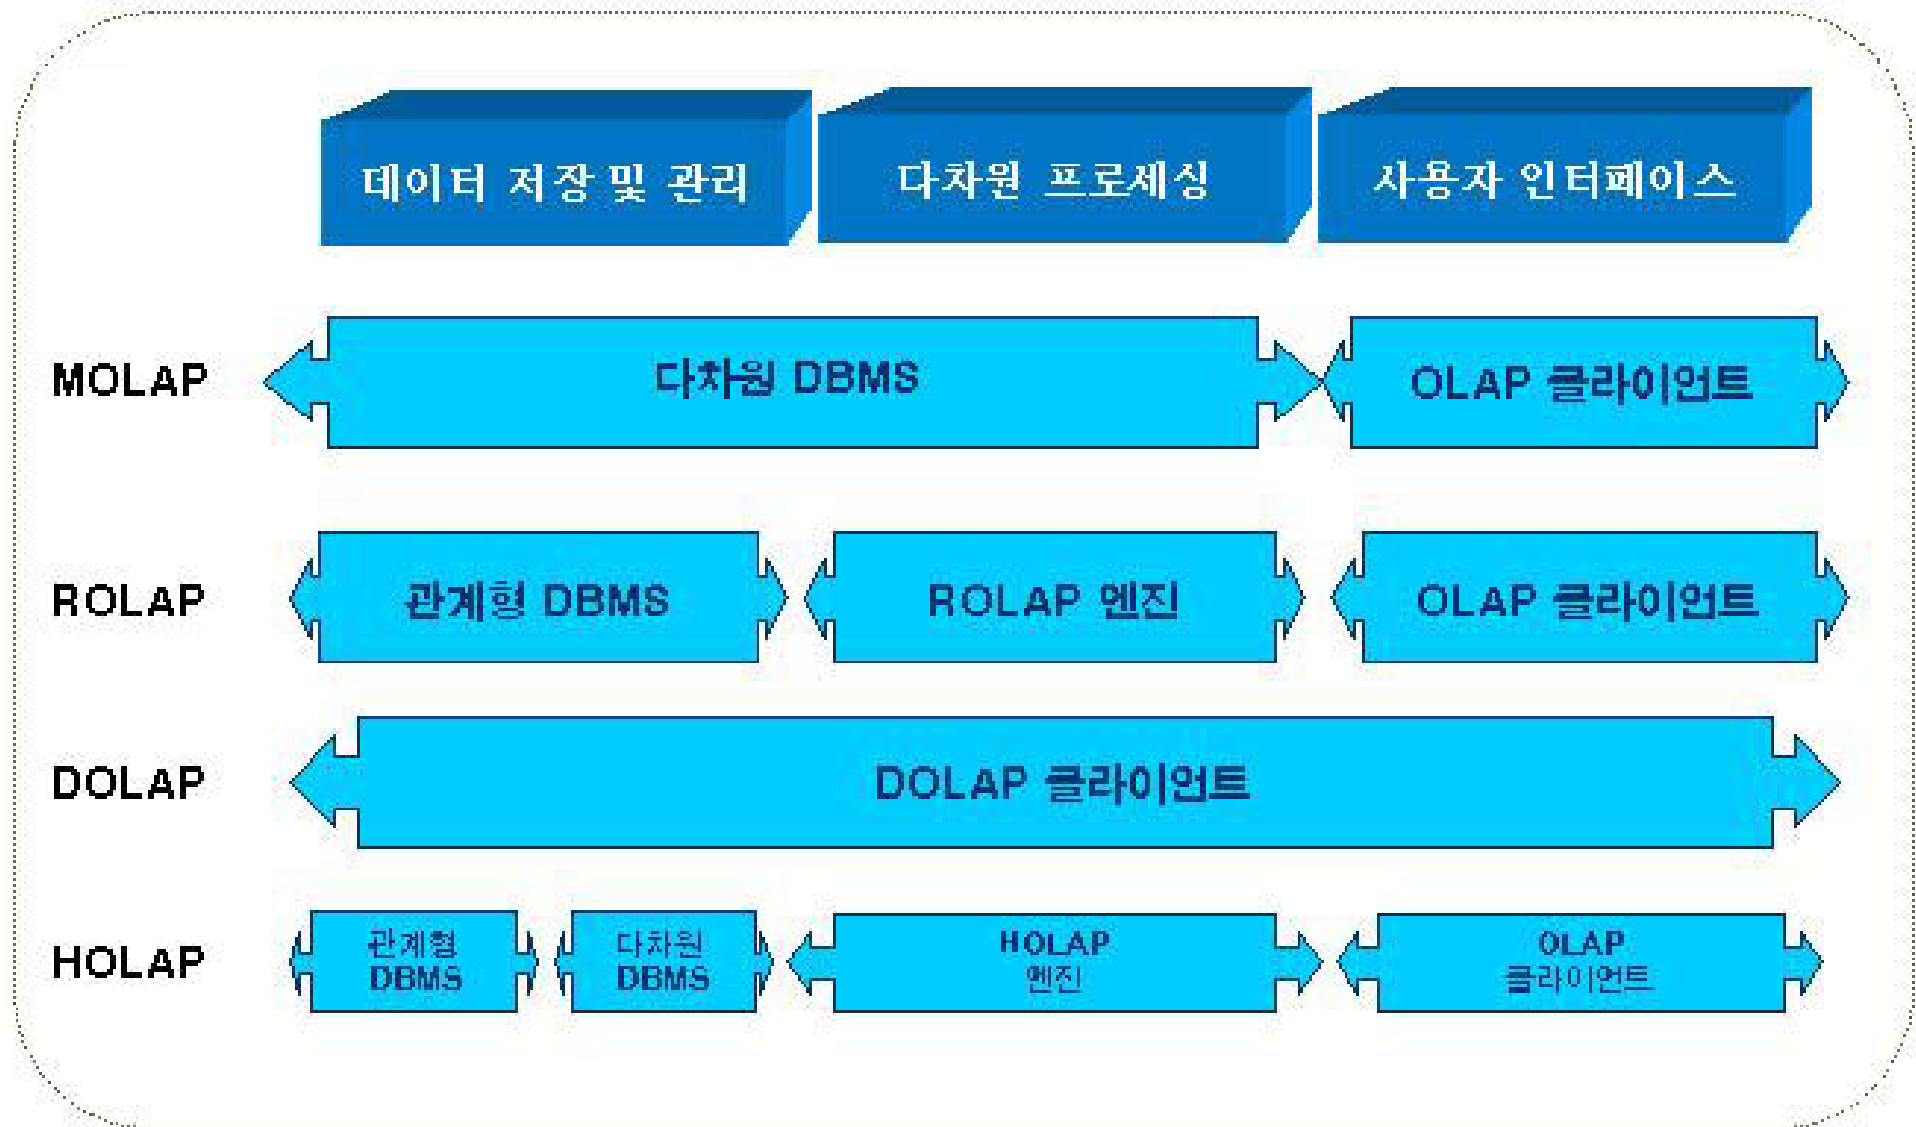 데이터 저장 및 관리
다차원 프로세싱
사용자 인터페이스
MOLAP
다차원 DBMS
OLAP 클라이언트
ROLAP
관계형 DBMS
ROLAP 엔진
OLAP 클라이언트
DOLAP
DOLAP 클라이언트
HOLAP
관계형
DBMS
다차원
DBMS
HOLAP
엔진
OLAP
클라이언트